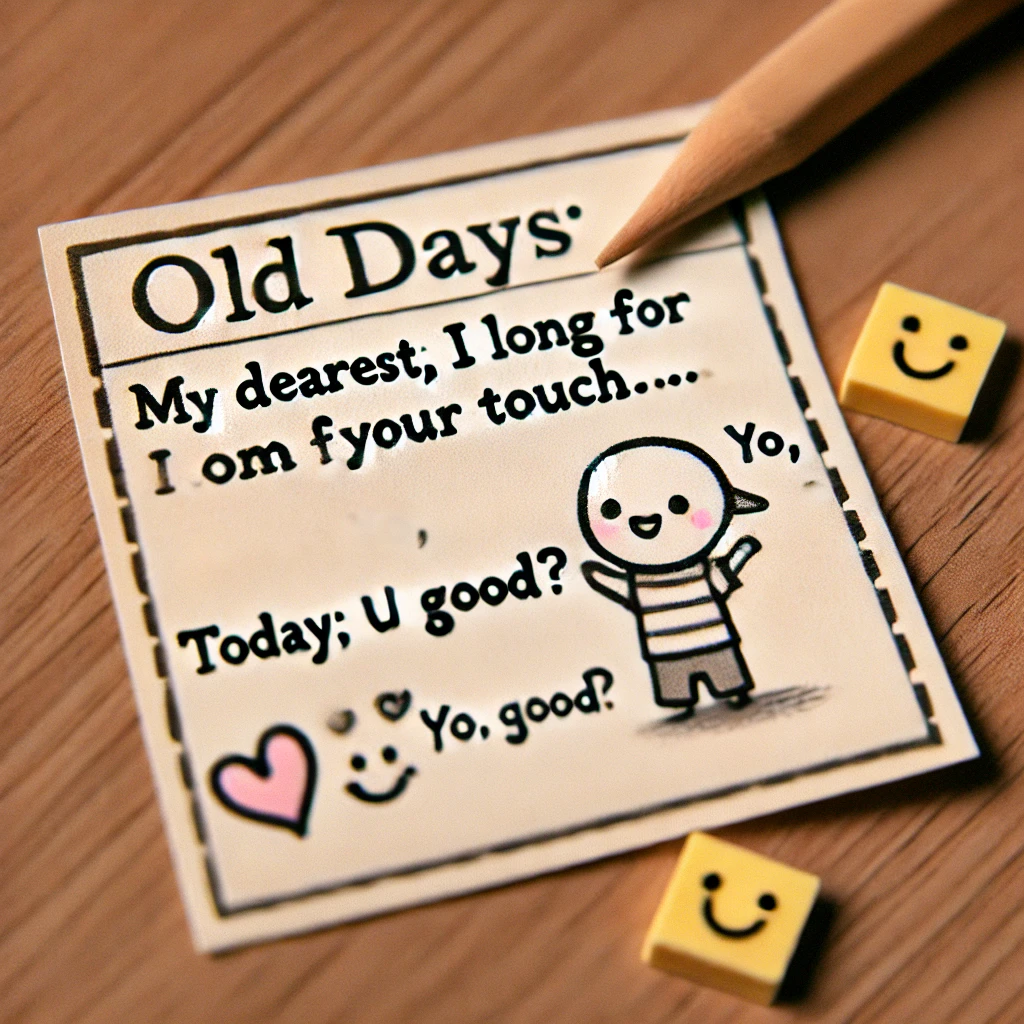 Old Days:
My dearest; I long for
I om fyour touch....
Yo,
Today; U good?
Yo, good?